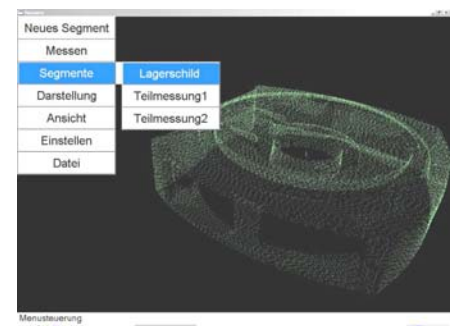 Neues Segment
Messen
Segmente
Lagerschild
Darstellung
Teilmessung1
Ansicht
Teilmessung2
Einstellen
Datei
Menusteuerung